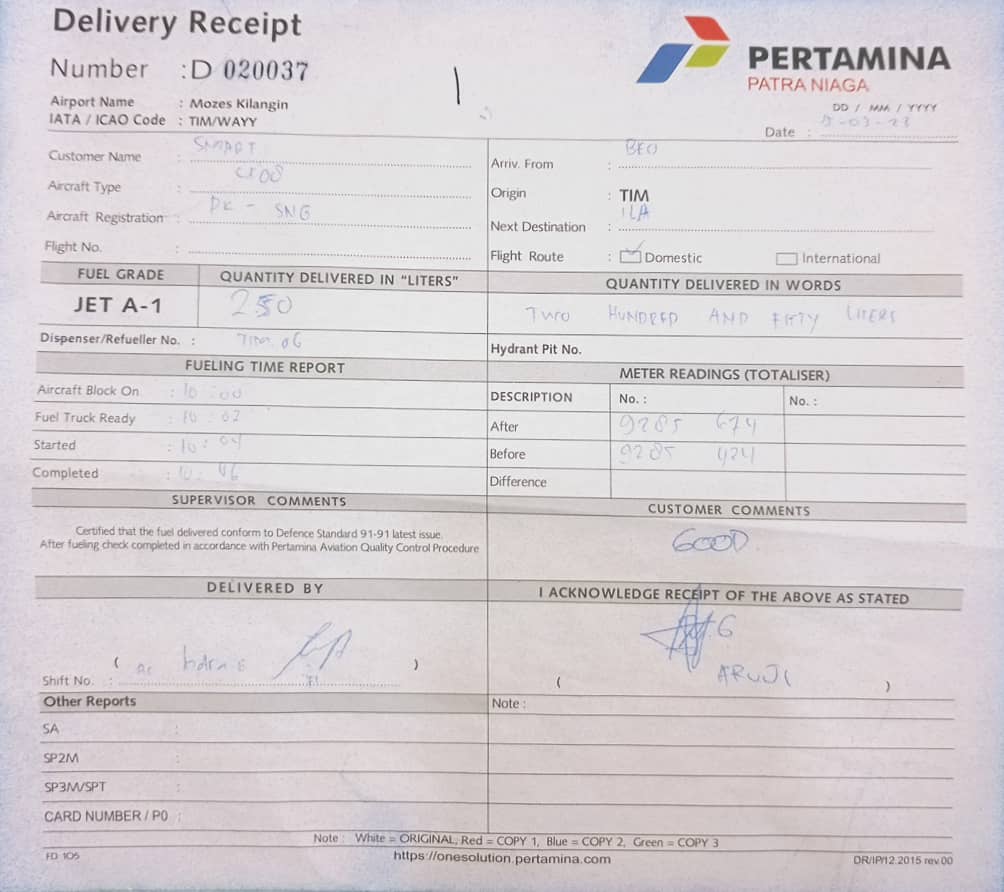 Delivery Receipt
Number :D 020037
PERTAMINA
PATRA NIAGA
Airport Name : Mozes Kilangin
IATA / ICAO Code : TIM/WAYY
DD / MM / YYYY
Date : -03-23
Customer Name : SMART
Aircraft Type : C208
Aircraft Registration : PK - SNG
Flight No. :
Arriv. From : BEO
Origin : TIM
Next Destination : ILA
Flight Route : Domestic International
FUEL GRADE QUANTITY DELIVERED IN "LITERS" QUANTITY DELIVERED IN WORDS
JET A-1 250 TWO HUNDRED AND FIFTY LITERS
Dispenser/Refueller No. : TIM.06 Hydrant Pit No.
FUELING TIME REPORT METER READINGS (TOTALISER)
Aircraft Block On : 10:00
Fuel Truck Ready : 10:02
Started : 10:04
Completed : 10:06
DESCRIPTION No. : No. :
After 9285 674
Before 9285 424
Difference
SUPERVISOR COMMENTS CUSTOMER COMMENTS
Certified that the fuel delivered conform to Defence Standard 91-91 latest issue.
After fueling check completed in accordance with Pertamina Aviation Quality Control Procedure
GOOD
DELIVERED BY I ACKNOWLEDGE RECEIPT OF THE ABOVE AS STATED
( )
Shift No. :
( ARUJI )
Other Reports Note :
SA :
SP2M :
SP3M/SPT :
CARD NUMBER / P0 :
Note : White = ORIGINAL, Red = COPY 1, Blue = COPY 2, Green = COPY 3
FD 105 https://onesolution.pertamina.com DR/IP/12.2015 rev.00